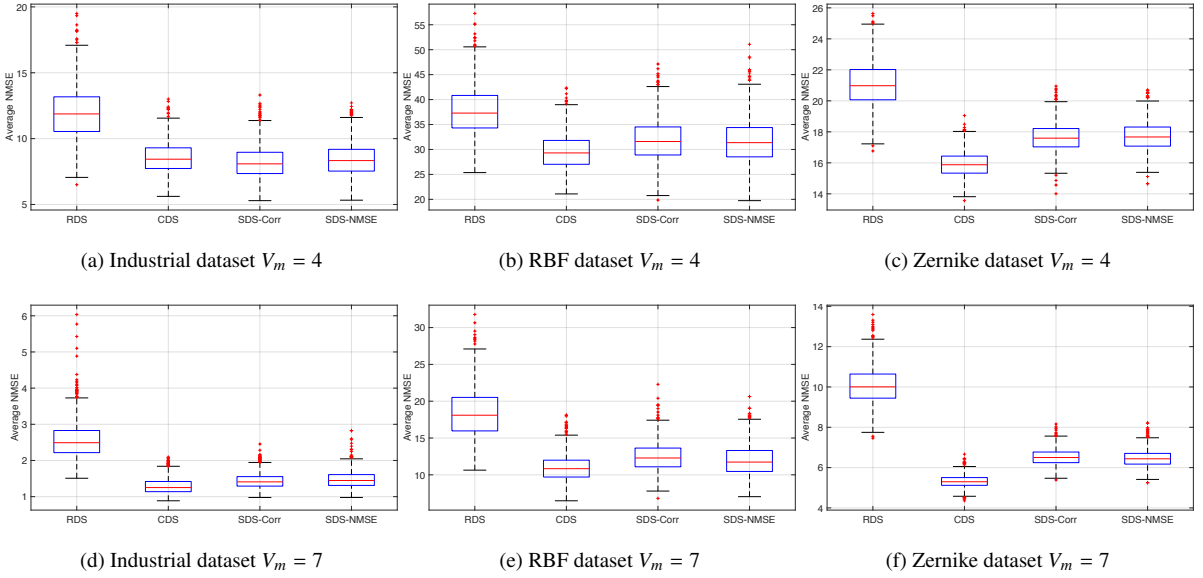 20
15
10
5
Average NMSE
RDS CDS SDS-Corr SDS-NMSE
(a) Industrial dataset V_m = 4
55
50
45
40
35
30
25
20
Average NMSE
RDS CDS SDS-Corr SDS-NMSE
(b) RBF dataset V_m = 4
26
24
22
20
18
16
14
Average NMSE
RDS CDS SDS-Corr SDS-NMSE
(c) Zernike dataset V_m = 4
6
5
4
3
2
1
Average NMSE
RDS CDS SDS-Corr SDS-NMSE
(d) Industrial dataset V_m = 7
30
25
20
15
10
Average NMSE
RDS CDS SDS-Corr SDS-NMSE
(e) RBF dataset V_m = 7
14
12
10
8
6
4
Average NMSE
RDS CDS SDS-Corr SDS-NMSE
(f) Zernike dataset V_m = 7